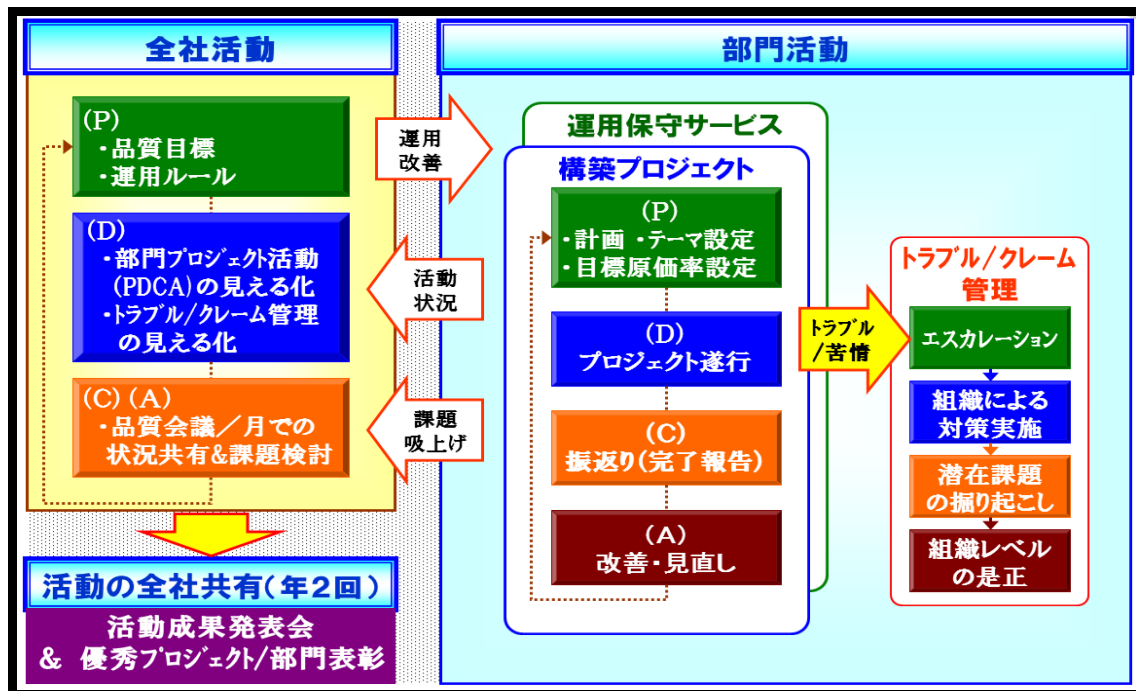 全社活動
(P)
・品質目標
・運用ルール
(D)
・部門プロジェクト活動
(PDCA)の見える化
・トラブル/クレーム管理
の見える化
(C)(A)
・品質会議/月での
状況共有&課題検討
活動の全社共有(年2回)
活動成果発表会
& 優秀プロジェクト/部門表彰
運用
改善
活動
状況
課題
吸上げ
部門活動
運用保守サービス
構築プロジェクト
(P)
・計画 ・テーマ設定
・目標原価率設定
(D)
プロジェクト遂行
(C)
振返り(完了報告)
(A)
改善・見直し
トラブル
/苦情
トラブル/クレーム
管理
エスカレーション
組織による
対策実施
潜在課題
の掘り起こし
組織レベル
の是正